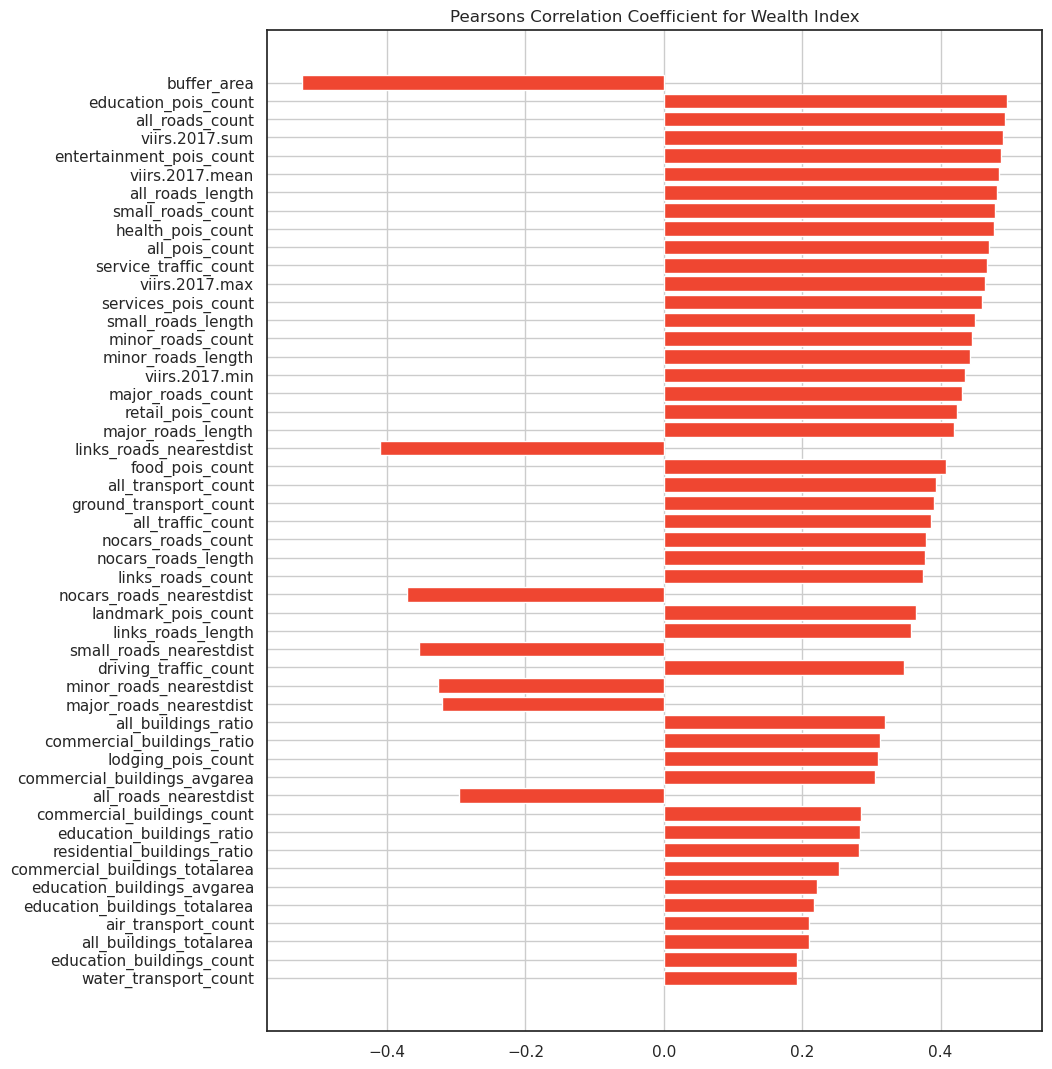 Pearsons Correlation Coefficient for Wealth Index
buffer_area
education_pois_count
all_roads_count
viirs.2017.sum
entertainment_pois_count
viirs.2017.mean
all_roads_length
small_roads_count
health_pois_count
all_pois_count
service_traffic_count
viirs.2017.max
services_pois_count
small_roads_length
minor_roads_count
minor_roads_length
viirs.2017.min
major_roads_count
retail_pois_count
major_roads_length
links_roads_nearestdist
food_pois_count
all_transport_count
ground_transport_count
all_traffic_count
nocars_roads_count
nocars_roads_length
links_roads_count
nocars_roads_nearestdist
landmark_pois_count
links_roads_length
small_roads_nearestdist
driving_traffic_count
minor_roads_nearestdist
major_roads_nearestdist
all_buildings_ratio
commercial_buildings_ratio
lodging_pois_count
commercial_buildings_avgarea
all_roads_nearestdist
commercial_buildings_count
education_buildings_ratio
residential_buildings_ratio
commercial_buildings_totalarea
education_buildings_avgarea
education_buildings_totalarea
air_transport_count
all_buildings_totalarea
education_buildings_count
water_transport_count
−0.4 −0.2 0.0 0.2 0.4